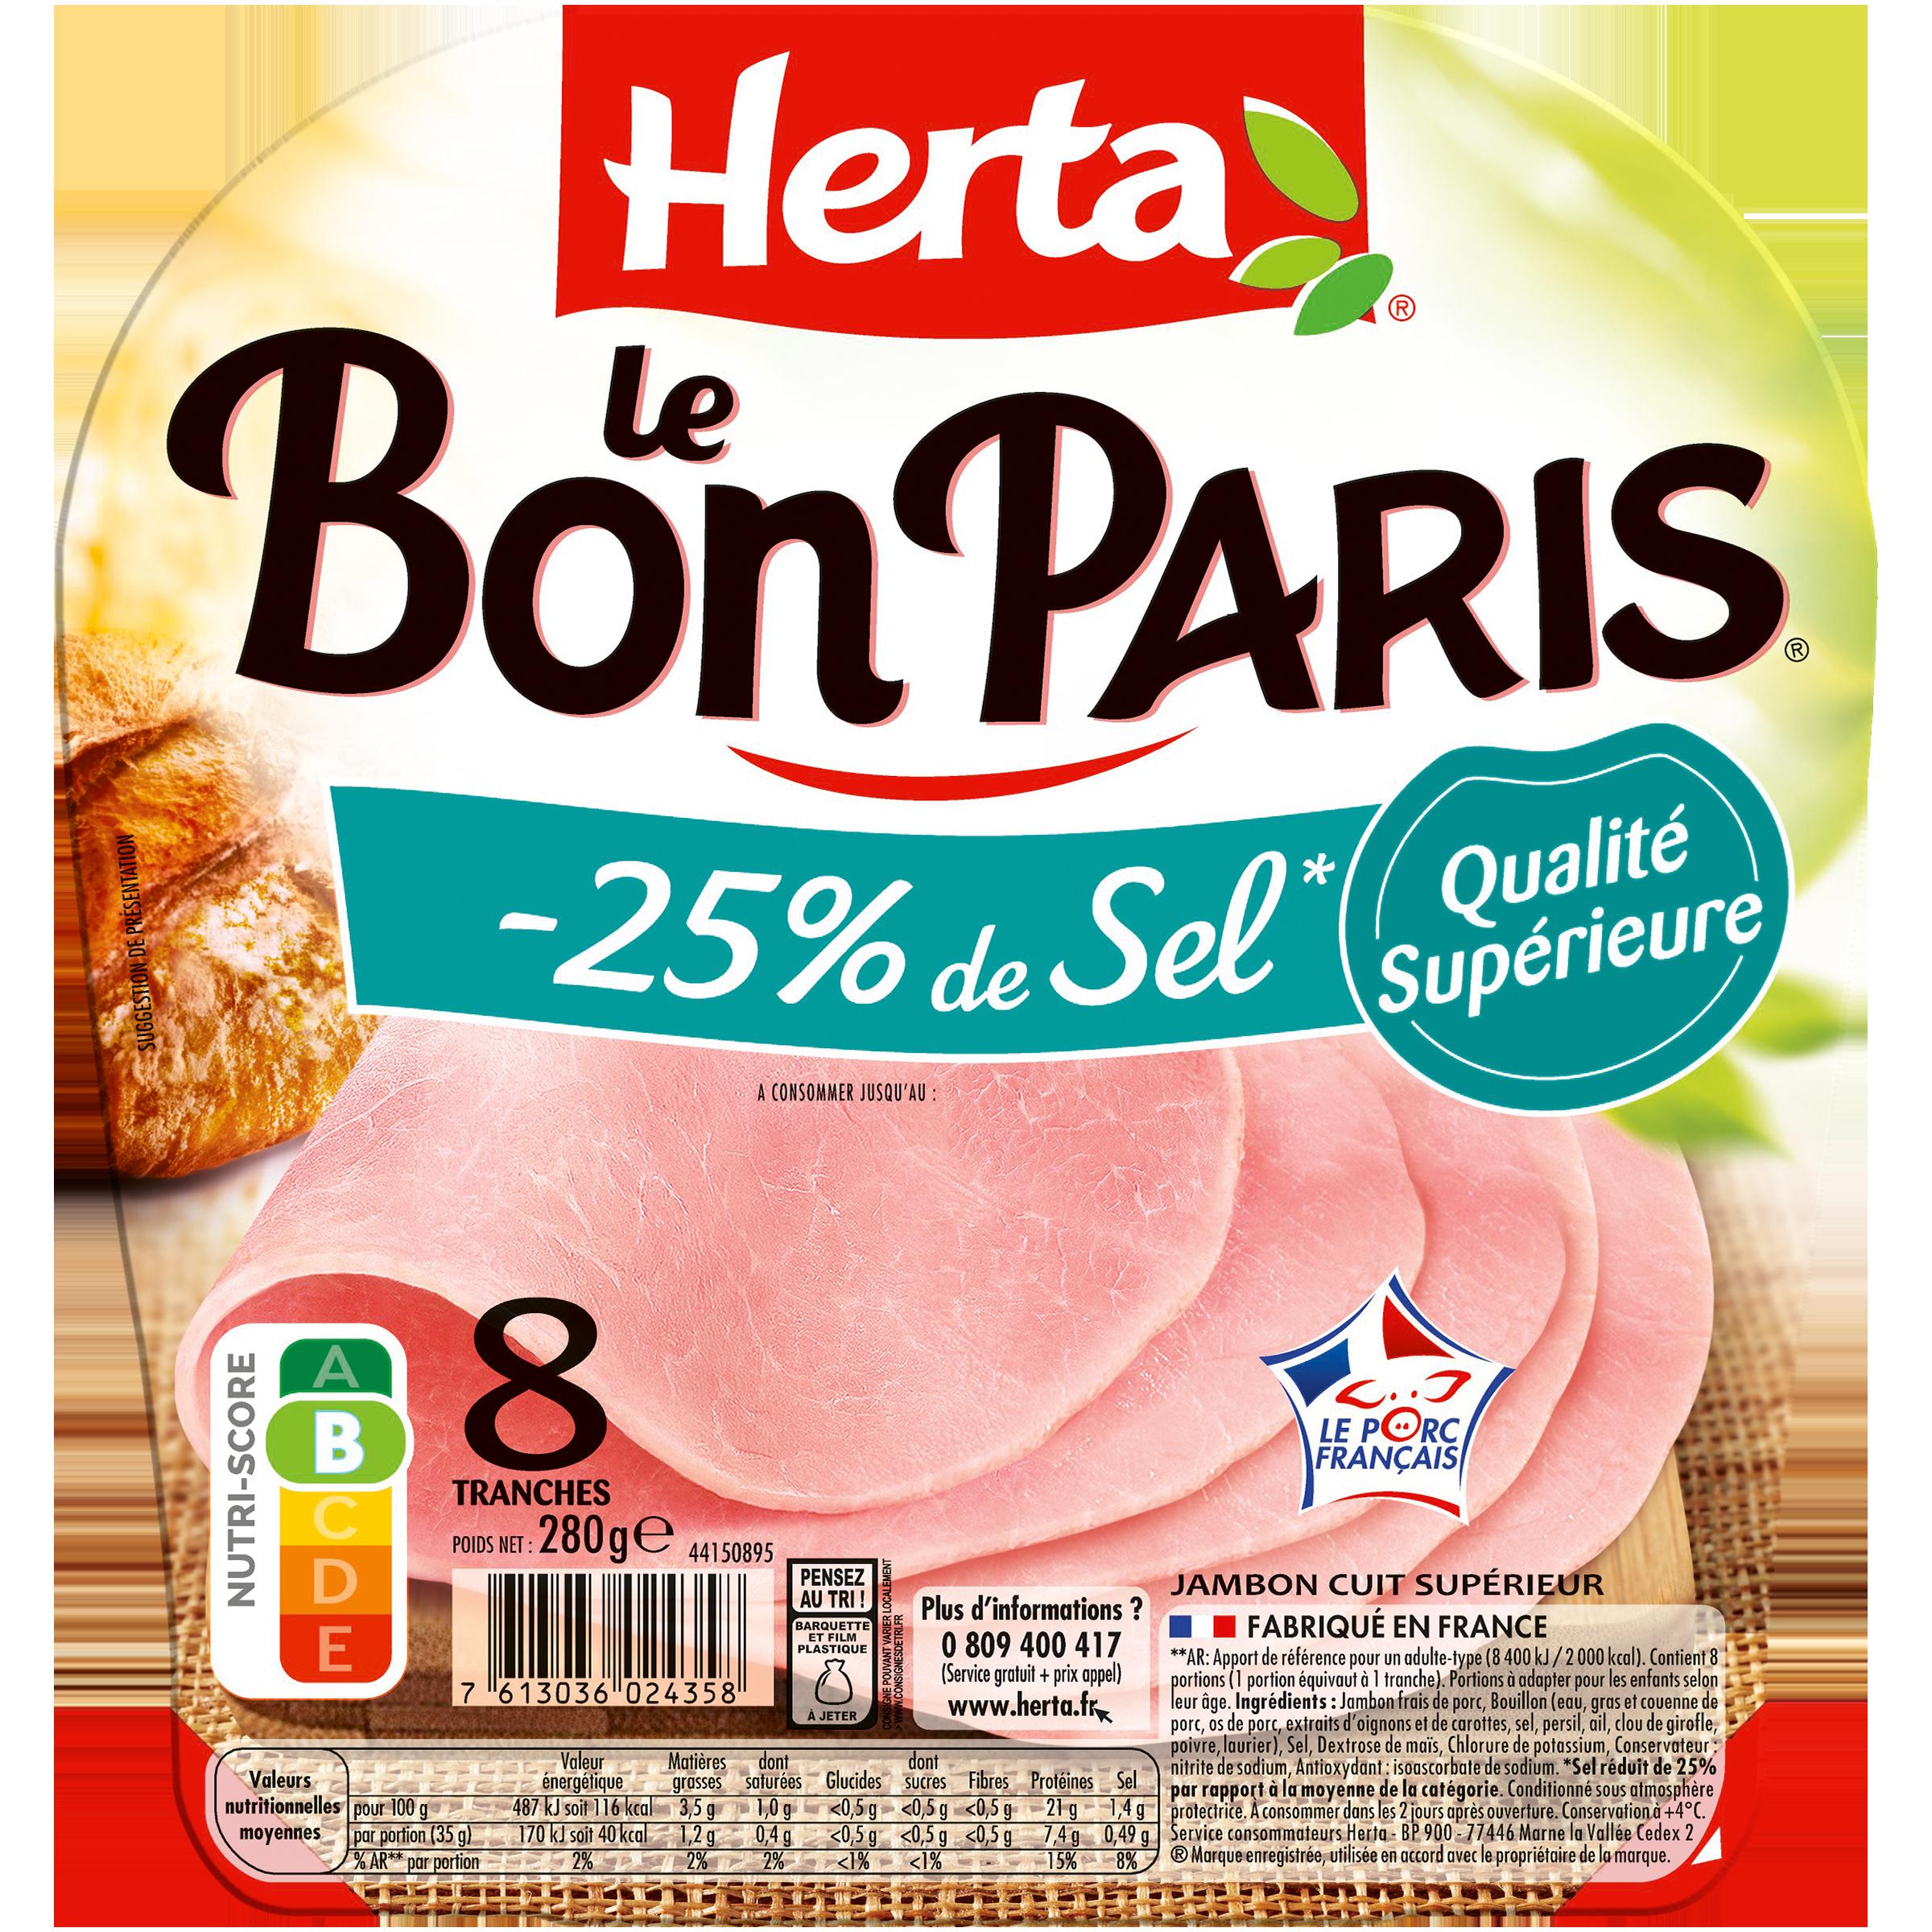 Herta
®
le
Bon PARIS
®
-25% de Sel*
Qualité
Supérieure
SUGGESTION DE PRÉSENTATION
A CONSOMMER JUSQU'AU :
NUTRI-SCORE
A
B
C
D
E
8
TRANCHES
POIDS NET : 280g℮
44150895
7 613036 024358
PENSEZ
AU TRI !
BARQUETTE
ET FILM
PLASTIQUE
À JETER
CONSIGNE POUVANT VARIER LOCALEMENT
> WWW.CONSIGNESDETRI.FR
Plus d'informations ?
0 809 400 417
(Service gratuit + prix appel)
www.herta.fr
LE PORC
FRANÇAIS
JAMBON CUIT SUPÉRIEUR
FABRIQUÉ EN FRANCE
**AR: Apport de référence pour un adulte-type (8 400 kJ / 2 000 kcal). Contient 8
portions (1 portion équivaut à 1 tranche). Portions à adapter pour les enfants selon
leur âge. Ingrédients : Jambon frais de porc, Bouillon (eau, gras et couenne de
porc, os de porc, extraits d'oignons et de carottes, sel, persil, ail, clou de girofle,
poivre, laurier), Sel, Dextrose de maïs, Chlorure de potassium, Conservateur :
nitrite de sodium, Antioxydant : isoascorbate de sodium. *Sel réduit de 25%
par rapport à la moyenne de la catégorie. Conditionné sous atmosphère
protectrice. À consommer dans les 2 jours après ouverture. Conservation à +4°C.
Service consommateurs Herta - BP 900 - 77446 Marne la Vallée Cedex 2
® Marque enregistrée, utilisée en accord avec le propriétaire de la marque.
Valeurs
nutritionnelles
moyennes
Valeur énergétique Matières grasses dont saturées Glucides dont sucres Fibres Protéines Sel
pour 100 g 487 kJ soit 116 kcal 3,5 g 1,0 g <0,5 g <0,5 g <0,5 g 21 g 1,4 g
par portion (35 g) 170 kJ soit 40 kcal 1,2 g 0,4 g <0,5 g <0,5 g <0,5 g 7,4 g 0,49 g
% AR** par portion 2% 2% 2% <1% <1% - 15% 8%